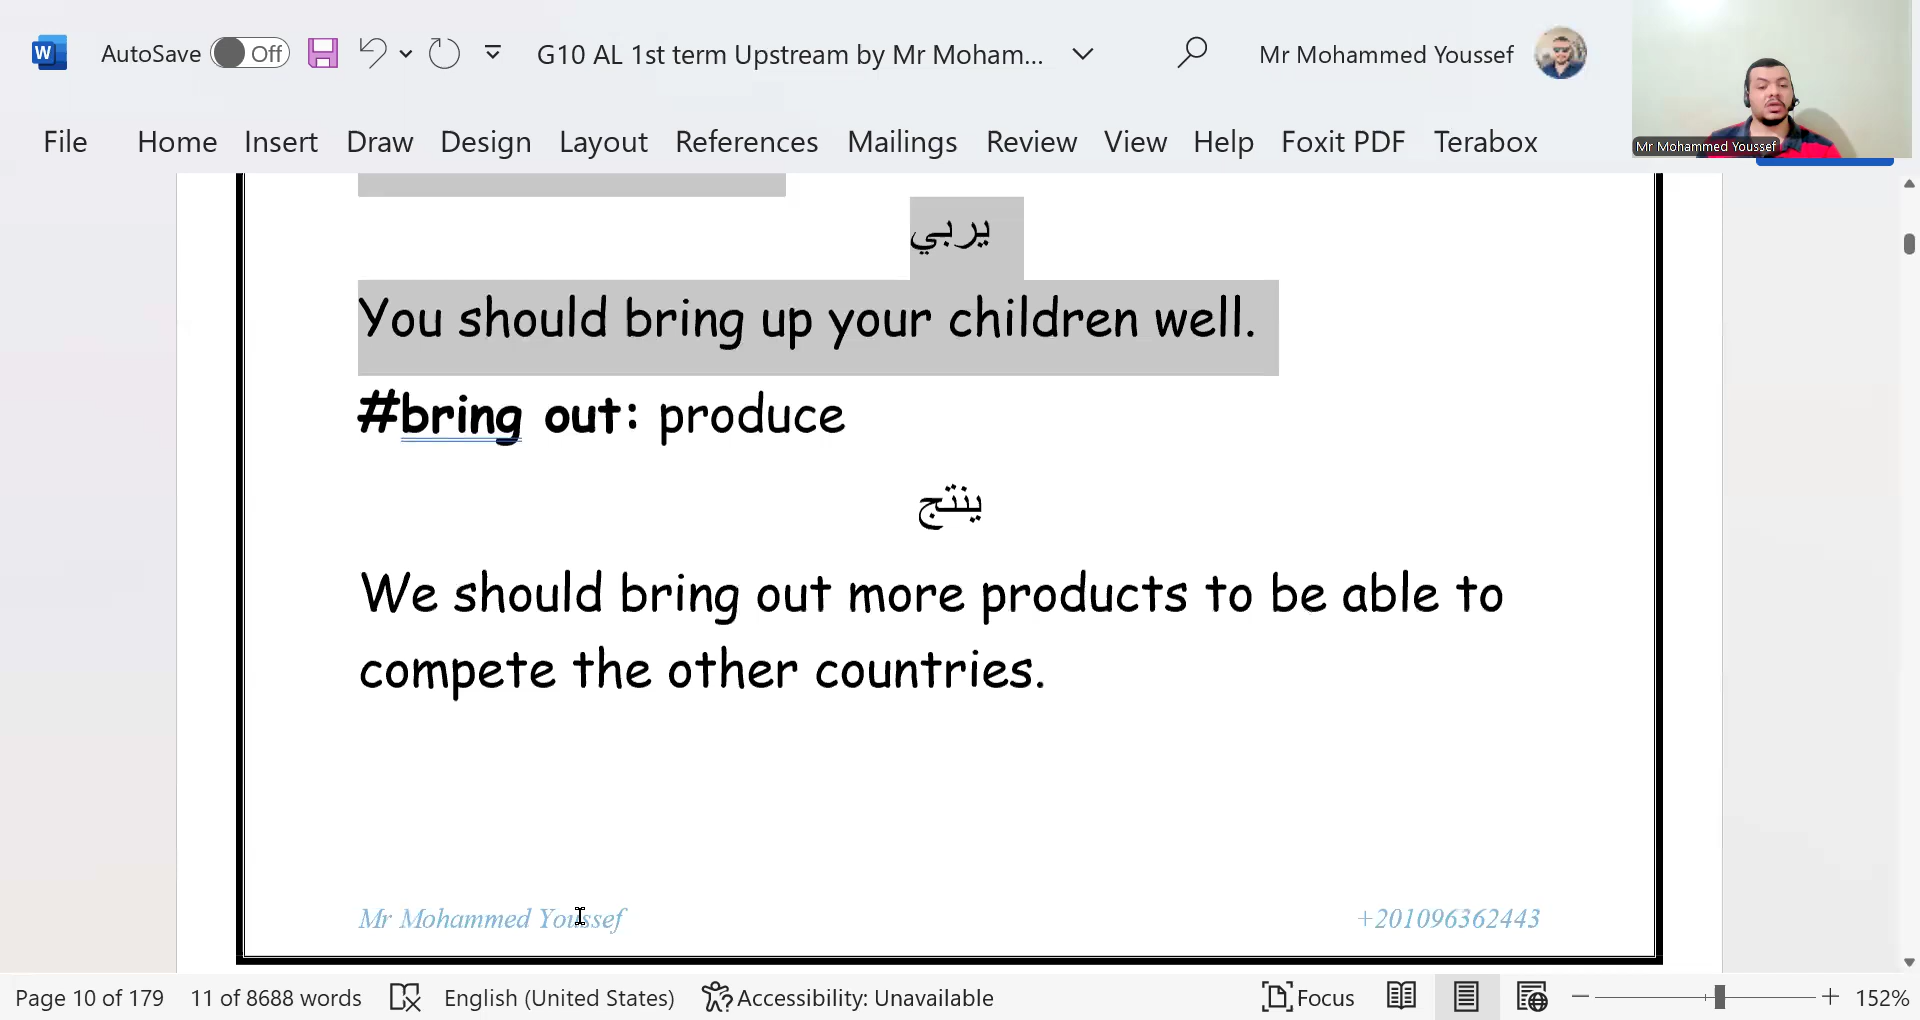 AutoSave Off G10 AL 1st term Upstream by Mr Moham... Mr Mohammed Youssef
File Home Insert Draw Design Layout References Mailings Review View Help Foxit PDF Terabox
Mr Mohammed Youssef
يربي
You should bring up your children well.
#bring out: produce
ينتج
We should bring out more products to be able to
compete the other countries.
Mr Mohammed Youssef +201096362443
Page 10 of 179 11 of 8688 words English (United States) Accessibility: Unavailable Focus 152%